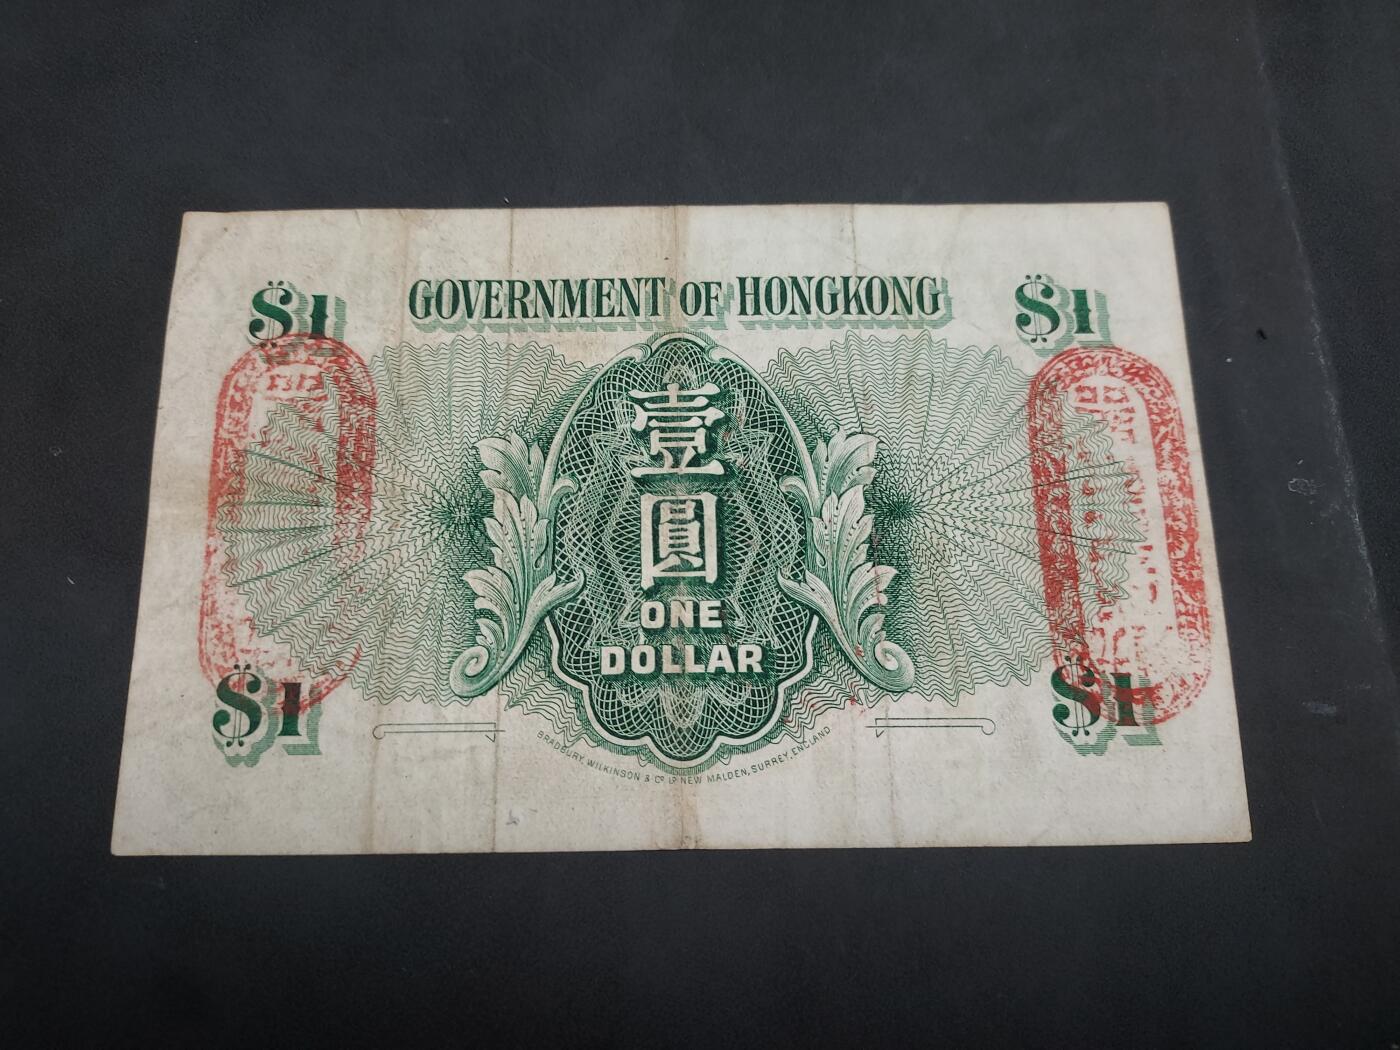 $1 GOVERNMENT OF HONGKONG $1
壹
圓
ONE
DOLLAR
$1 $1
BRADBURY, WILKINSON & Co. Ld. NEW MALDEN, SURREY, ENGLAND